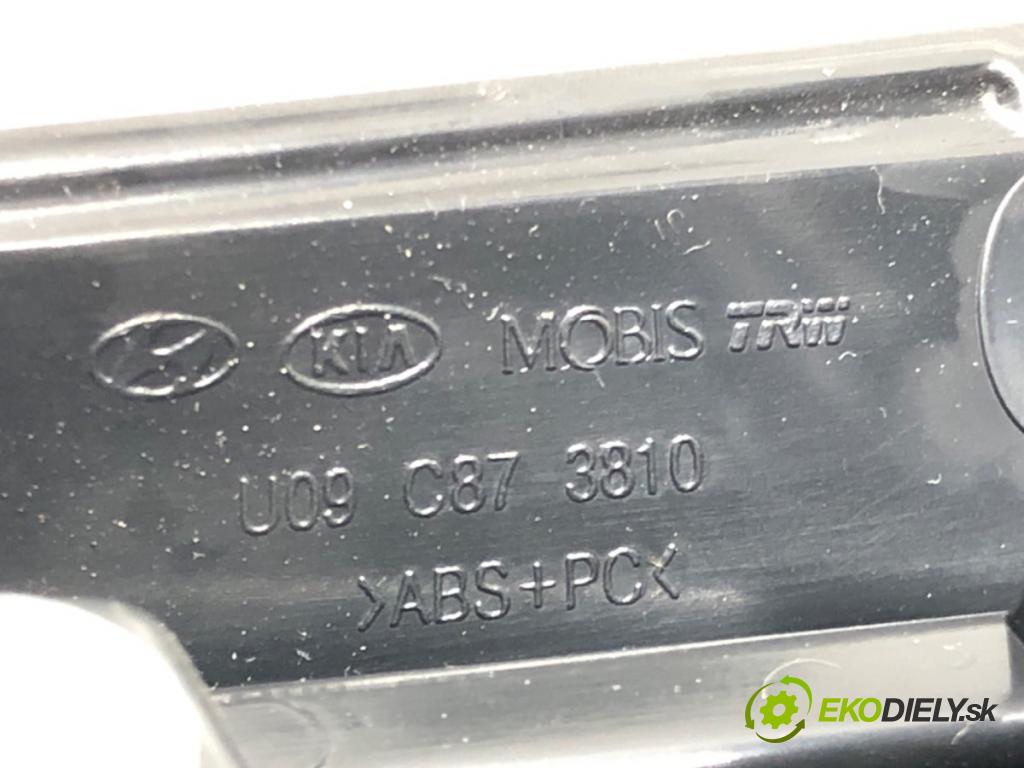 KIA MOBIS TRW
U09 C87 3810
>ABS+PC<
EKODIELY.sk